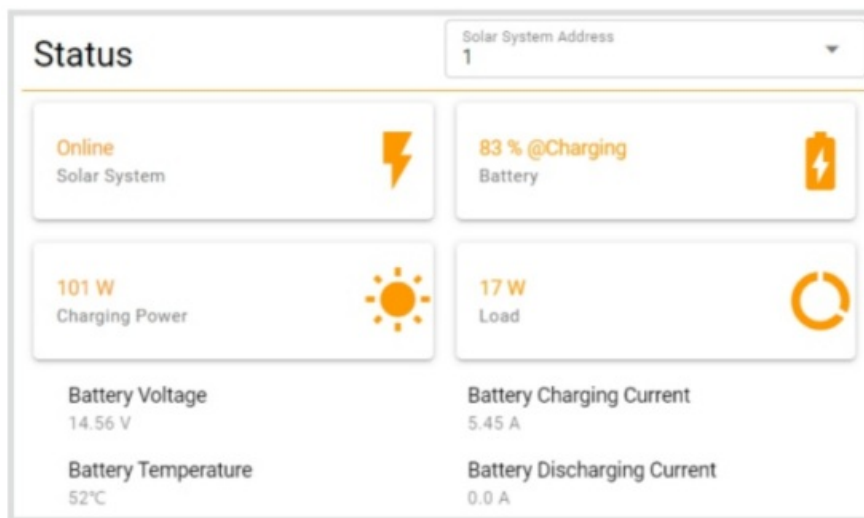 Status
Solar System Address
1
Online
Solar System
83 % @Charging
Battery
101 W
Charging Power
17 W
Load
Battery Voltage
14.56 V
Battery Charging Current
5.45 A
Battery Temperature
52℃
Battery Discharging Current
0.0 A